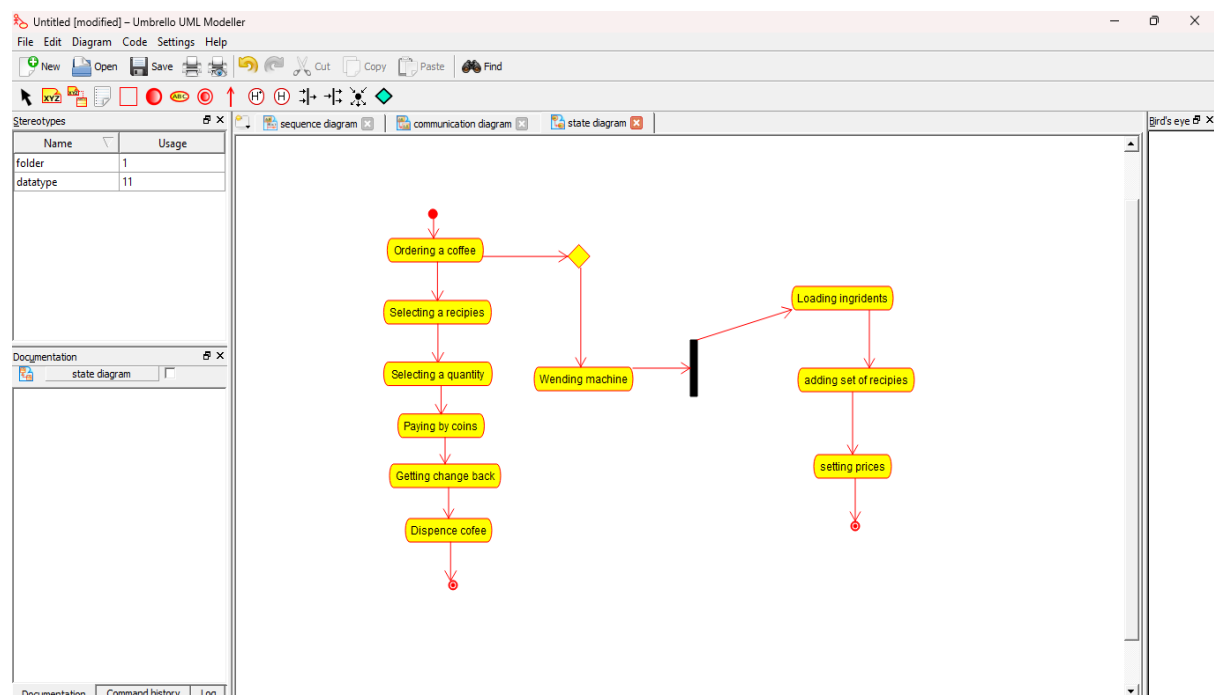 Untitled [modified] – Umbrello UML Modeller
File Edit Diagram Code Settings Help
New Open Save Cut Copy Paste Find
XYZ ABC H* H
Stereotypes
Name Usage
folder 1
datatype 11
Documentation
state diagram
Documentation Command history Log
sequence diagram communication diagram state diagram
Bird's eye
Ordering a coffee
Selecting a recipies
Selecting a quantity
Paying by coins
Getting change back
Dispence cofee
Wending machine
Loading ingridents
adding set of recipies
setting prices